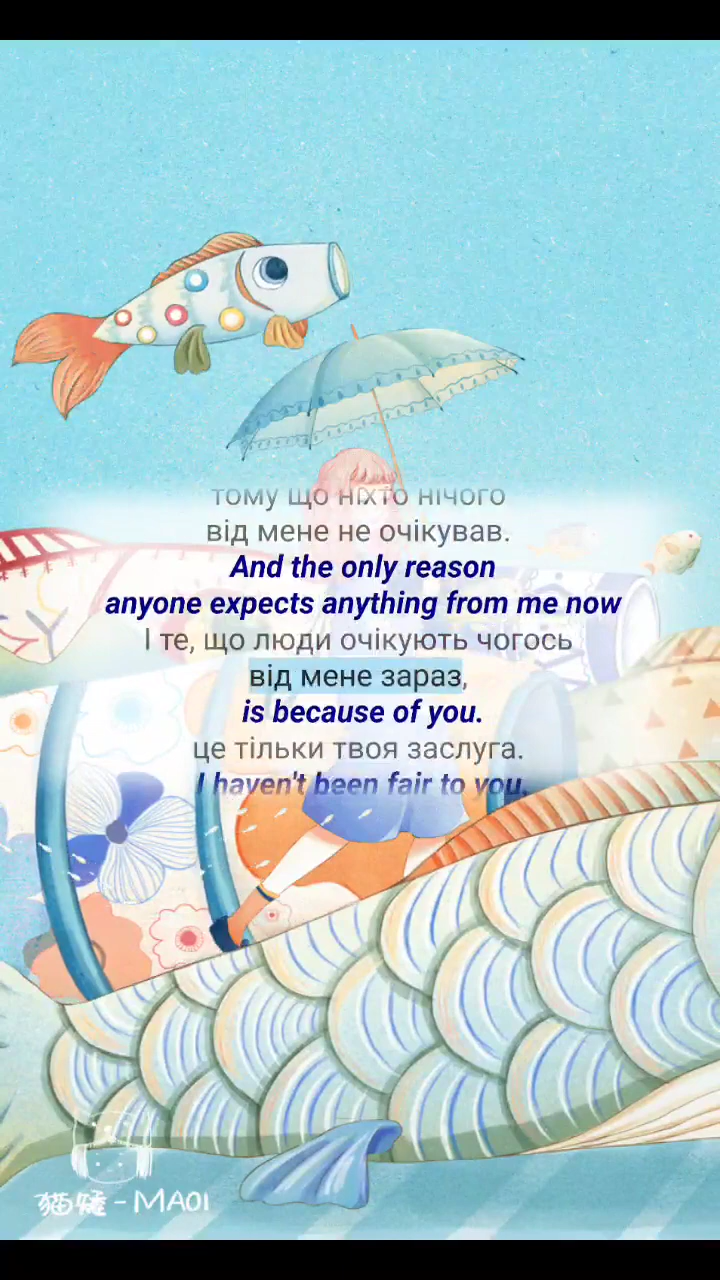 тому що ніхто нічого
від мене не очікував.
And the only reason
anyone expects anything from me now
І те, що люди очікують чогось
від мене зараз,
is because of you.
це тільки твоя заслуга.
I haven't been fair to you.
猫矮-MAOI